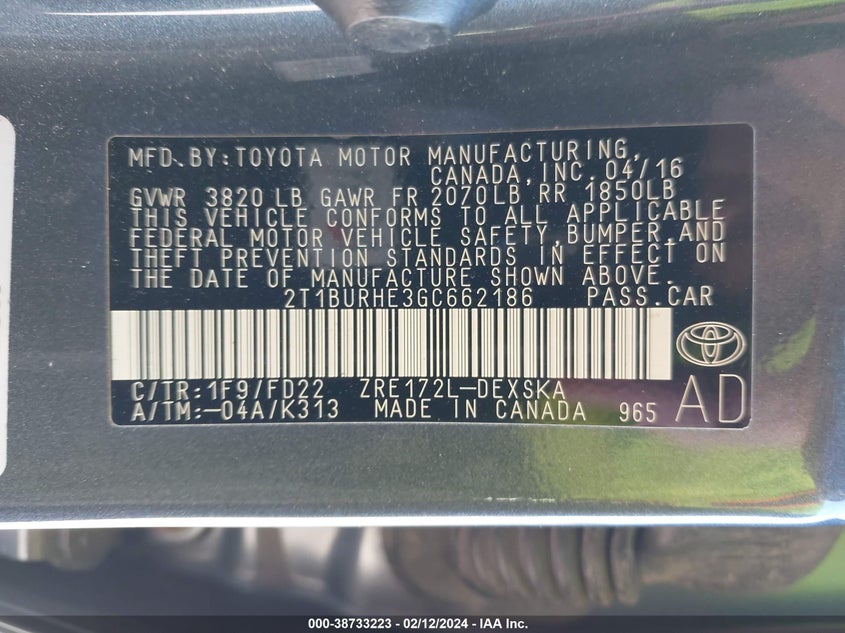 MFD.BY:TOYOTA MOTOR MANUFACTURING,
CANADA,INC. 04/16
GVWR 3820 LB GAWR FR 2070LB RR 1850LB
THIS VEHICLE CONFORMS TO ALL APPLICABLE
FEDERAL MOTOR VEHICLE SAFETY,BUMPER,AND
THEFT PREVENTION STANDARDS IN EFFECT ON
THE DATE OF MANUFACTURE SHOWN ABOVE.
2T1BURHE3GC662186 PASS.CAR
C/TR:1F9/FD22 ZRE172L-DEXSKA
A/TM:-04A/K313 MADE IN CANADA 965 AD
000-38733223 - 02/12/2024 - IAA Inc.